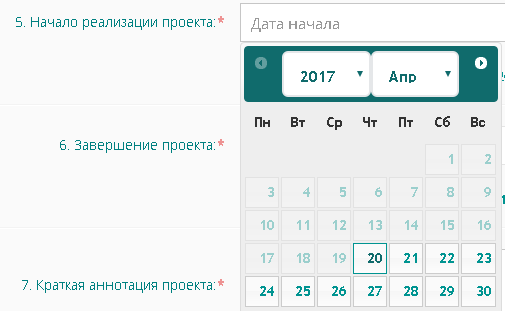 5. Начало реализации проекта:*
Дата начала
2017 Апр
Пн Вт Ср Чт Пт Сб Вс
1 2
3 4 5 6 7 8 9
6. Завершение проекта:*
10 11 12 13 14 15 16
17 18 19 20 21 22 23
7. Краткая аннотация проекта:*
24 25 26 27 28 29 30